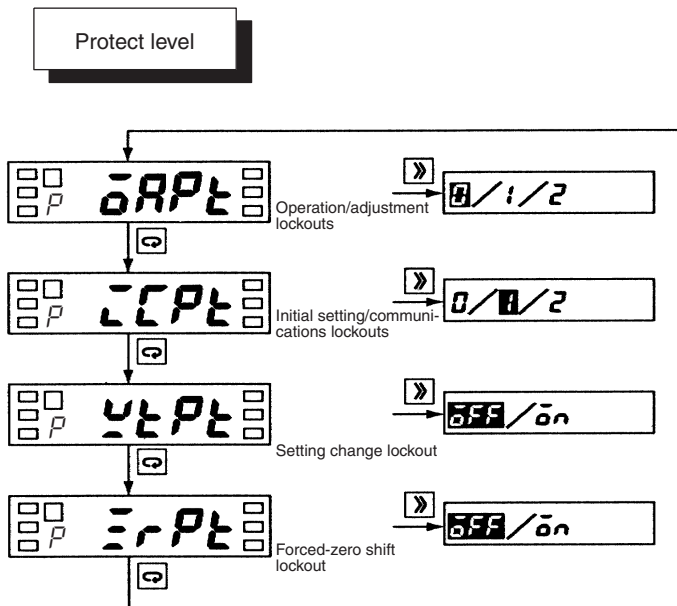 Protect level
P oAPt
Operation/adjustment
lockouts
0/1/2
P iCPt
Initial setting/communi-
cations lockouts
0/1/2
P wtPt
Setting change lockout
oFF/on
P ZrPt
Forced-zero shift
lockout
oFF/on